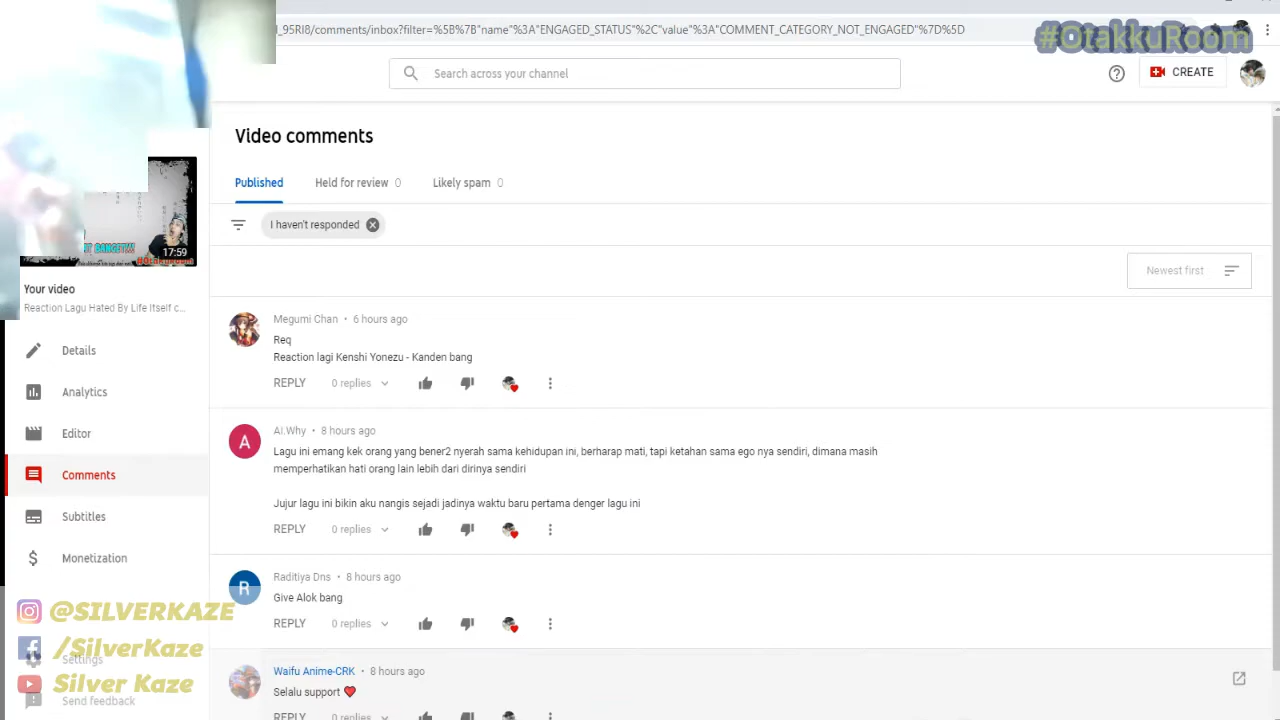 I_95RI8/comments/inbox?filter=%5B%7B"name"%3A"ENGAGED_STATUS"%2C"value"%3A"COMMENT_CATEGORY_NOT_ENGAGED"%7D%5D
#OtakkuRoom
Search across your channel
CREATE
Video comments
Published
Held for review 0
Likely spam 0
I haven't responded
BANGET!!!
17:59
Newest first
Your video
Reaction Lagu Hated By Life Itself c...
Details
Analytics
Editor
Comments
Subtitles
Monetization
Settings
Send feedback
@SILVERKAZE
/SilverKaze
Silver Kaze
Megumi Chan • 6 hours ago
Req
Reaction lagi Kenshi Yonezu - Kanden bang
REPLY 0 replies
A
AI.Why • 8 hours ago
Lagu ini emang kek orang yang bener2 nyerah sama kehidupan ini, berharap mati, tapi ketahan sama ego nya sendiri, dimana masih
memperhatikan hati orang lain lebih dari dirinya sendiri
Jujur lagu ini bikin aku nangis sejadi jadinya waktu baru pertama denger lagu ini
REPLY 0 replies
R
Raditiya Dns • 8 hours ago
Give Alok bang
REPLY 0 replies
Waifu Anime-CRK • 8 hours ago
Selalu support ❤
REPLY 0 replies